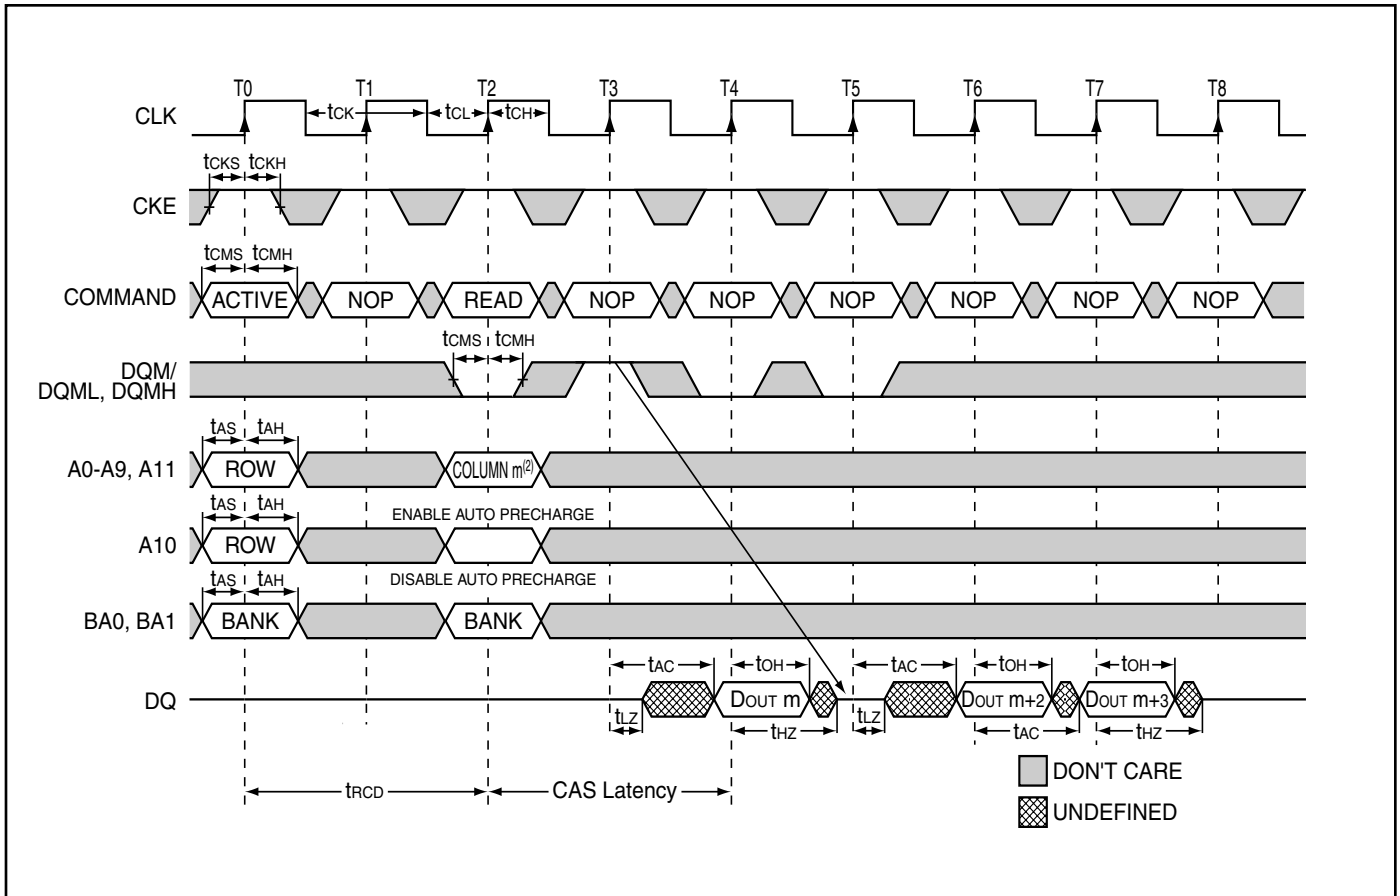 T0 T1 T2 T3 T4 T5 T6 T7 T8
CLK
tCK tCL tCH
tCKS tCKH
CKE
tCMS tCMH
COMMAND ACTIVE NOP READ NOP NOP NOP NOP NOP NOP
tCMS tCMH
DQM/
DQML, DQMH
tAS tAH
A0-A9, A11 ROW COLUMN m(2)
tAS tAH ENABLE AUTO PRECHARGE
A10 ROW
tAS tAH DISABLE AUTO PRECHARGE
BA0, BA1 BANK BANK
tAC tOH tAC tOH tOH
DQ DOUT m DOUT m+2 DOUT m+3
tLZ tHZ tLZ tAC tHZ
DON'T CARE
tRCD CAS Latency
UNDEFINED